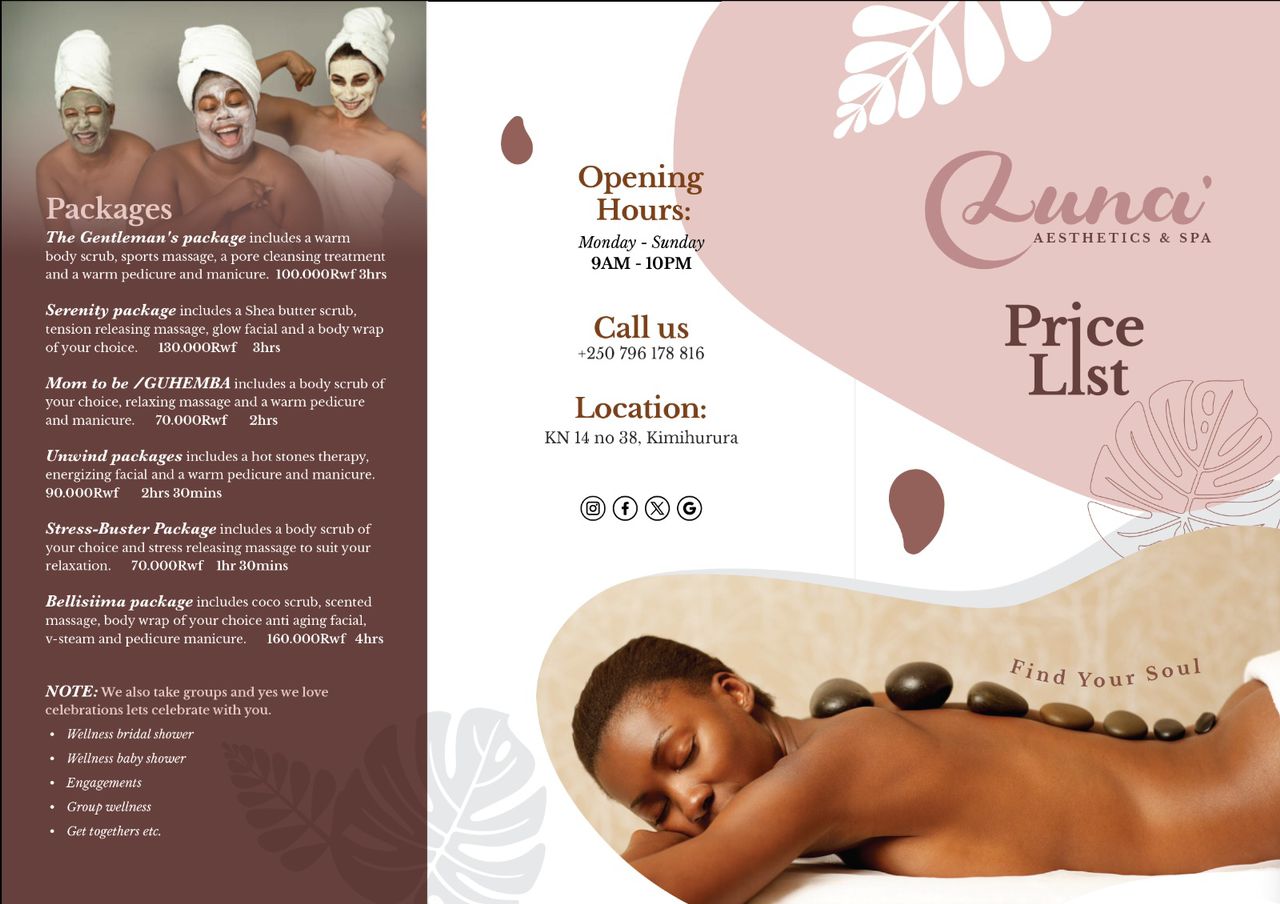 Packages
The Gentleman's package includes a warm
body scrub, sports massage, a pore cleansing treatment
and a warm pedicure and manicure. 100.000Rwf 3hrs
Serenity package includes a Shea butter scrub,
tension releasing massage, glow facial and a body wrap
of your choice. 130.000Rwf 3hrs
Mom to be /GUHEMBA includes a body scrub of
your choice, relaxing massage and a warm pedicure
and manicure. 70.000Rwf 2hrs
Unwind packages includes a hot stones therapy,
energizing facial and a warm pedicure and manicure.
90.000Rwf 2hrs 30mins
Stress-Buster Package includes a body scrub of
your choice and stress releasing massage to suit your
relaxation. 70.000Rwf 1hr 30mins
Bellisiima package includes coco scrub, scented
massage, body wrap of your choice anti aging facial,
v-steam and pedicure manicure. 160.000Rwf 4hrs
NOTE: We also take groups and yes we love
celebrations lets celebrate with you.
• Wellness bridal shower
• Wellness baby shower
• Engagements
• Group wellness
• Get togethers etc.
Opening
Hours:
Monday - Sunday
9AM - 10PM
Call us
+250 796 178 816
Location:
KN 14 no 38, Kimihurura
Luna'
AESTHETICS & SPA
Price
List
Find Your Soul